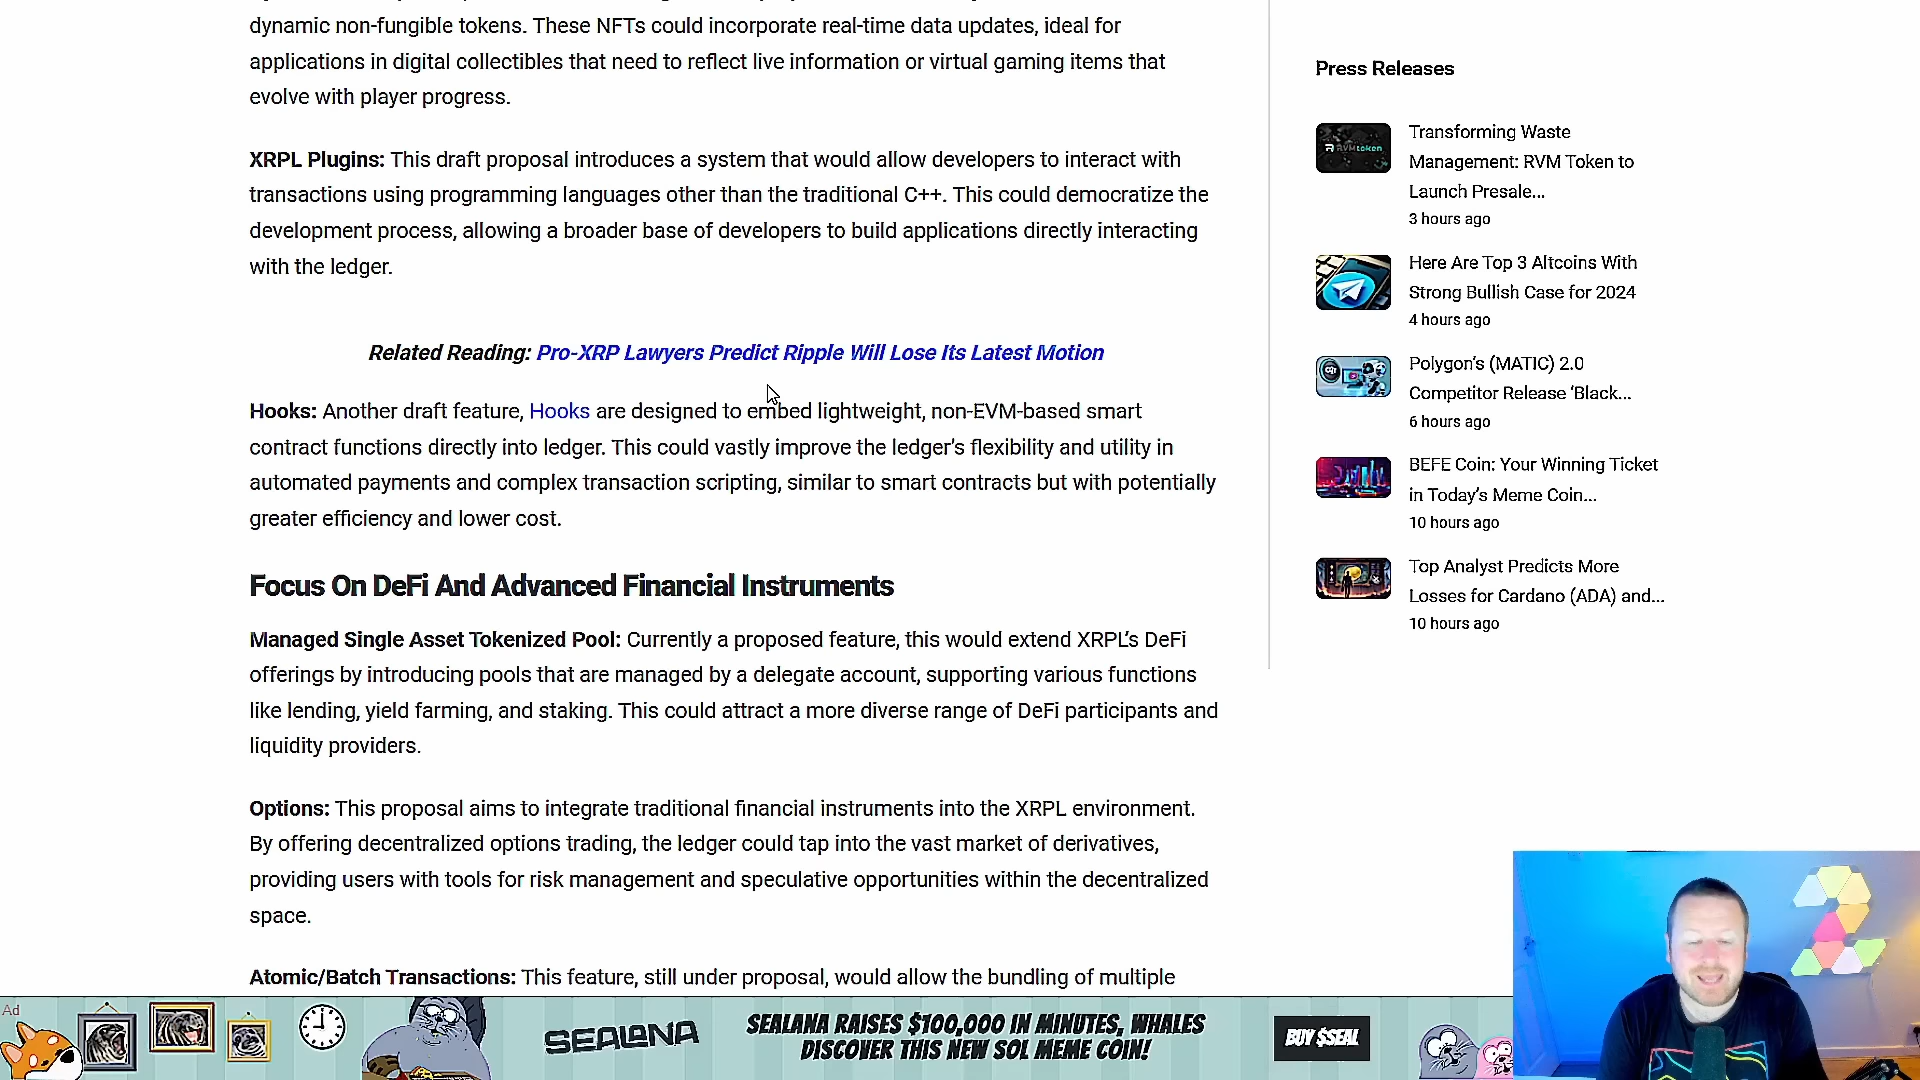 dynamic non-fungible tokens. These NFTs could incorporate real-time data updates, ideal for
applications in digital collectibles that need to reflect live information or virtual gaming items that
evolve with player progress.
XRPL Plugins: This draft proposal introduces a system that would allow developers to interact with
transactions using programming languages other than the traditional C++. This could democratize the
development process, allowing a broader base of developers to build applications directly interacting
with the ledger.
Related Reading: Pro-XRP Lawyers Predict Ripple Will Lose Its Latest Motion
Hooks: Another draft feature, Hooks are designed to embed lightweight, non-EVM-based smart
contract functions directly into ledger. This could vastly improve the ledger's flexibility and utility in
automated payments and complex transaction scripting, similar to smart contracts but with potentially
greater efficiency and lower cost.
Focus On DeFi And Advanced Financial Instruments
Managed Single Asset Tokenized Pool: Currently a proposed feature, this would extend XRPL's DeFi
offerings by introducing pools that are managed by a delegate account, supporting various functions
like lending, yield farming, and staking. This could attract a more diverse range of DeFi participants and
liquidity providers.
Options: This proposal aims to integrate traditional financial instruments into the XRPL environment.
By offering decentralized options trading, the ledger could tap into the vast market of derivatives,
providing users with tools for risk management and speculative opportunities within the decentralized
space.
Atomic/Batch Transactions: This feature, still under proposal, would allow the bundling of multiple
Press Releases
RVMtoken
Transforming Waste
Management: RVM Token to
Launch Presale...
3 hours ago
Here Are Top 3 Altcoins With
Strong Bullish Case for 2024
4 hours ago
Polygon's (MATIC) 2.0
Competitor Release 'Black...
6 hours ago
BEFE Coin: Your Winning Ticket
in Today's Meme Coin...
10 hours ago
Top Analyst Predicts More
Losses for Cardano (ADA) and...
10 hours ago
Ad
SEALANA
SEALANA RAISES $100,000 IN MINUTES, WHALES
DISCOVER THIS NEW SOL MEME COIN!
BUY $SEAL